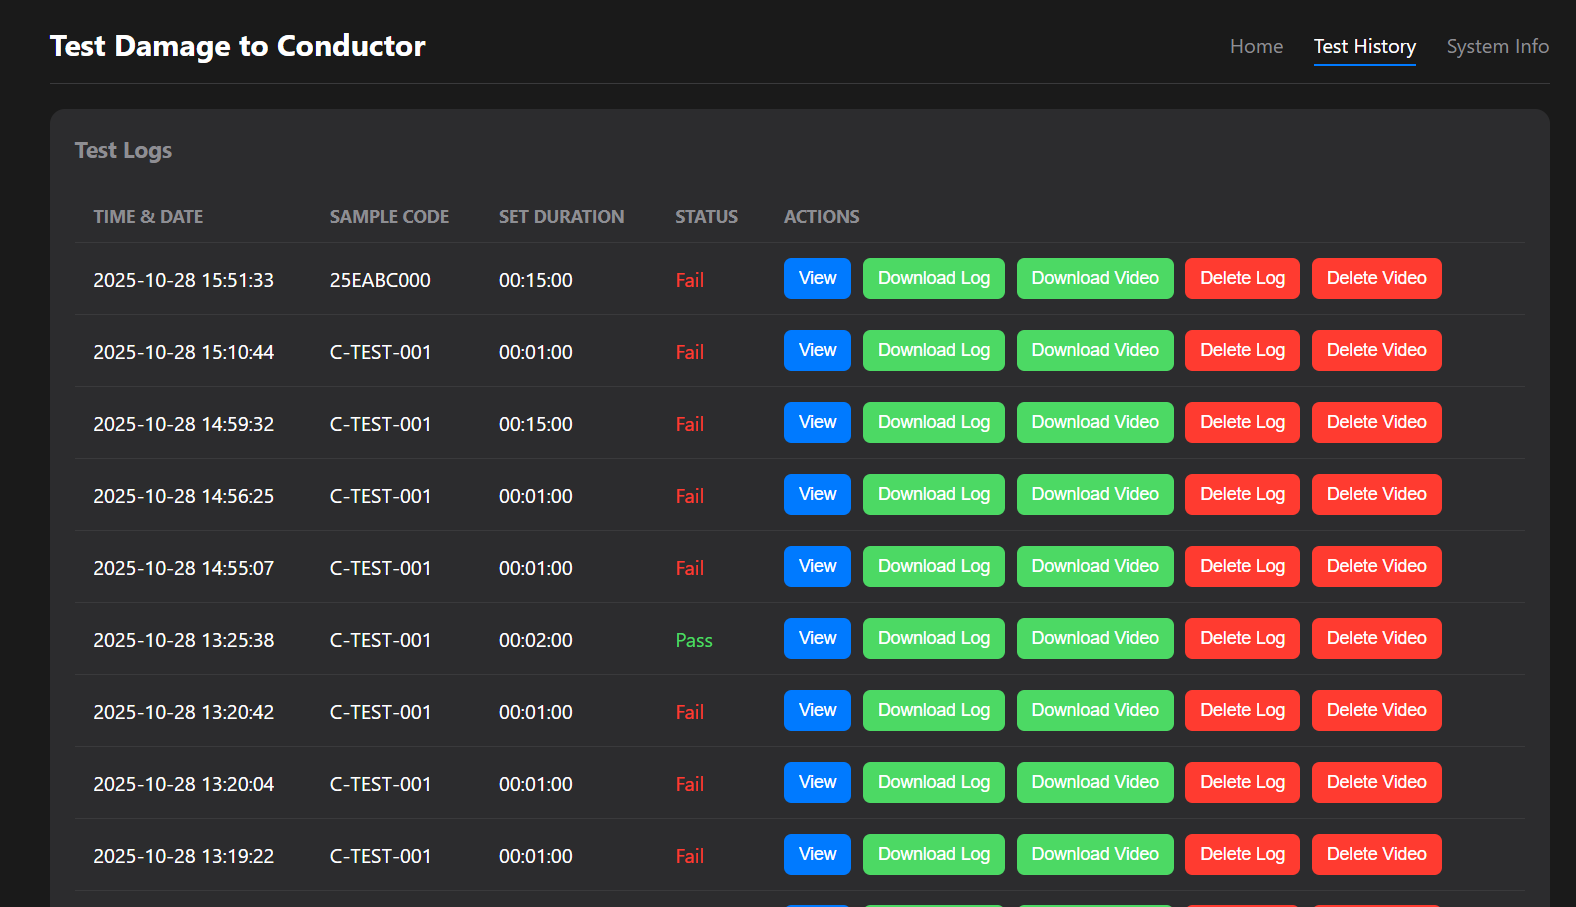 Test Damage to Conductor
Home Test History System Info
Test Logs
TIME & DATE SAMPLE CODE SET DURATION STATUS ACTIONS
2025-10-28 15:51:33 25EABC000 00:15:00 Fail View Download Log Download Video Delete Log Delete Video
2025-10-28 15:10:44 C-TEST-001 00:01:00 Fail View Download Log Download Video Delete Log Delete Video
2025-10-28 14:59:32 C-TEST-001 00:15:00 Fail View Download Log Download Video Delete Log Delete Video
2025-10-28 14:56:25 C-TEST-001 00:01:00 Fail View Download Log Download Video Delete Log Delete Video
2025-10-28 14:55:07 C-TEST-001 00:01:00 Fail View Download Log Download Video Delete Log Delete Video
2025-10-28 13:25:38 C-TEST-001 00:02:00 Pass View Download Log Download Video Delete Log Delete Video
2025-10-28 13:20:42 C-TEST-001 00:01:00 Fail View Download Log Download Video Delete Log Delete Video
2025-10-28 13:20:04 C-TEST-001 00:01:00 Fail View Download Log Download Video Delete Log Delete Video
2025-10-28 13:19:22 C-TEST-001 00:01:00 Fail View Download Log Download Video Delete Log Delete Video